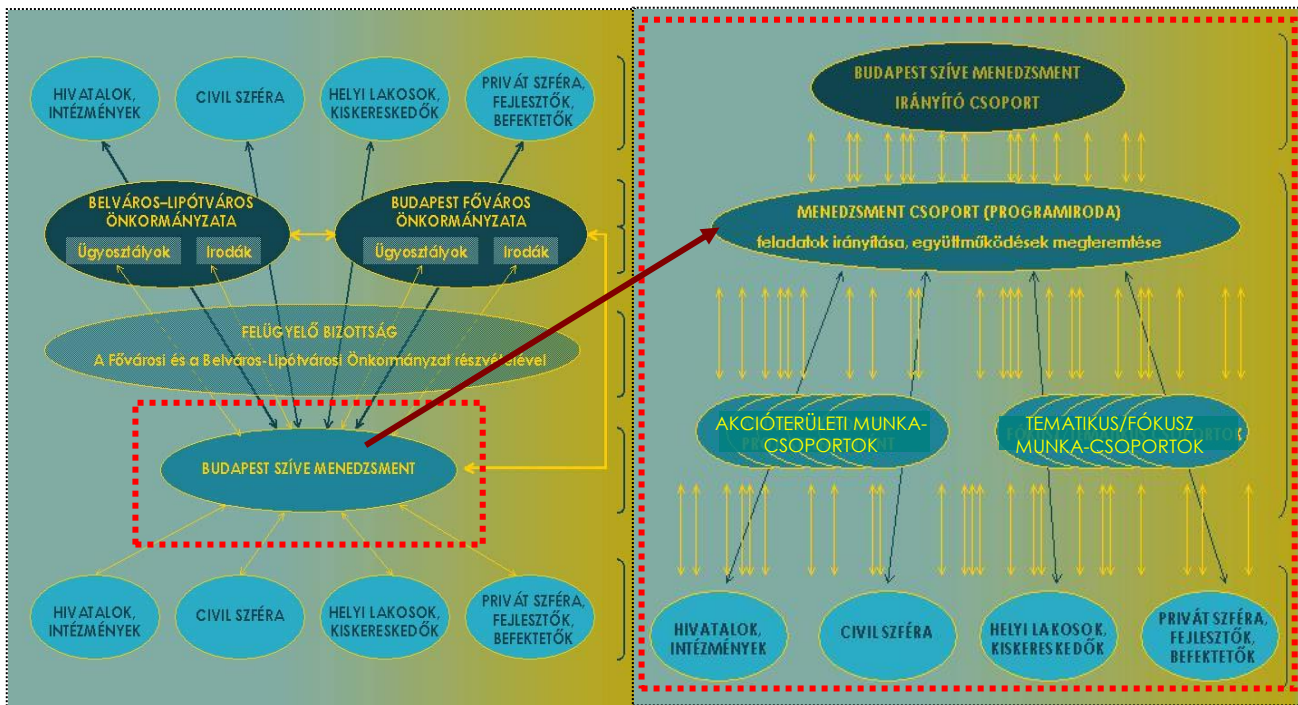 HIVATALOK,
INTÉZMÉNYEK
CIVIL SZFÉRA
HELYI LAKOSOK,
KISKERESKEDŐK
PRIVÁT SZFÉRA,
FEJLESZTŐK,
BEFEKTETŐK
BELVÁROS–LIPÓTVÁROS
ÖNKORMÁNYZATA
Ügyosztályok
Irodák
BUDAPEST FŐVÁROS
ÖNKORMÁNYZATA
Ügyosztályok
Irodák
FELÜGYELŐ BIZOTTSÁG
A Fővárosi és a Belváros-Lipótvárosi Önkormányzat részvételével
BUDAPEST SZÍVE MENEDZSMENT
HIVATALOK,
INTÉZMÉNYEK
CIVIL SZFÉRA
HELYI LAKOSOK,
KISKERESKEDŐK
PRIVÁT SZFÉRA,
FEJLESZTŐK,
BEFEKTETŐK
BUDAPEST SZÍVE MENEDZSMENT
IRÁNYÍTÓ CSOPORT
MENEDZSMENT CSOPORT (PROGRAMIRODA)
feladatok irányítása, együttműködések megteremtése
AKCIÓTERÜLETI MUNKA-
CSOPORTOK
TEMATIKUS/FÓKUSZ
MUNKA-CSOPORTOK
HIVATALOK,
INTÉZMÉNYEK
CIVIL SZFÉRA
HELYI LAKOSOK,
KISKERESKEDŐK
PRIVÁT SZFÉRA,
FEJLESZTŐK,
BEFEKTETŐK